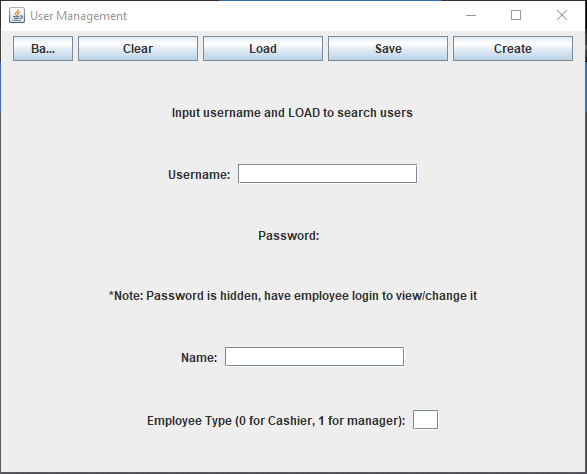 User Management
Ba... Clear Load Save Create
Input username and LOAD to search users
Username:
Password:
*Note: Password is hidden, have employee login to view/change it
Name:
Employee Type (0 for Cashier, 1 for manager):